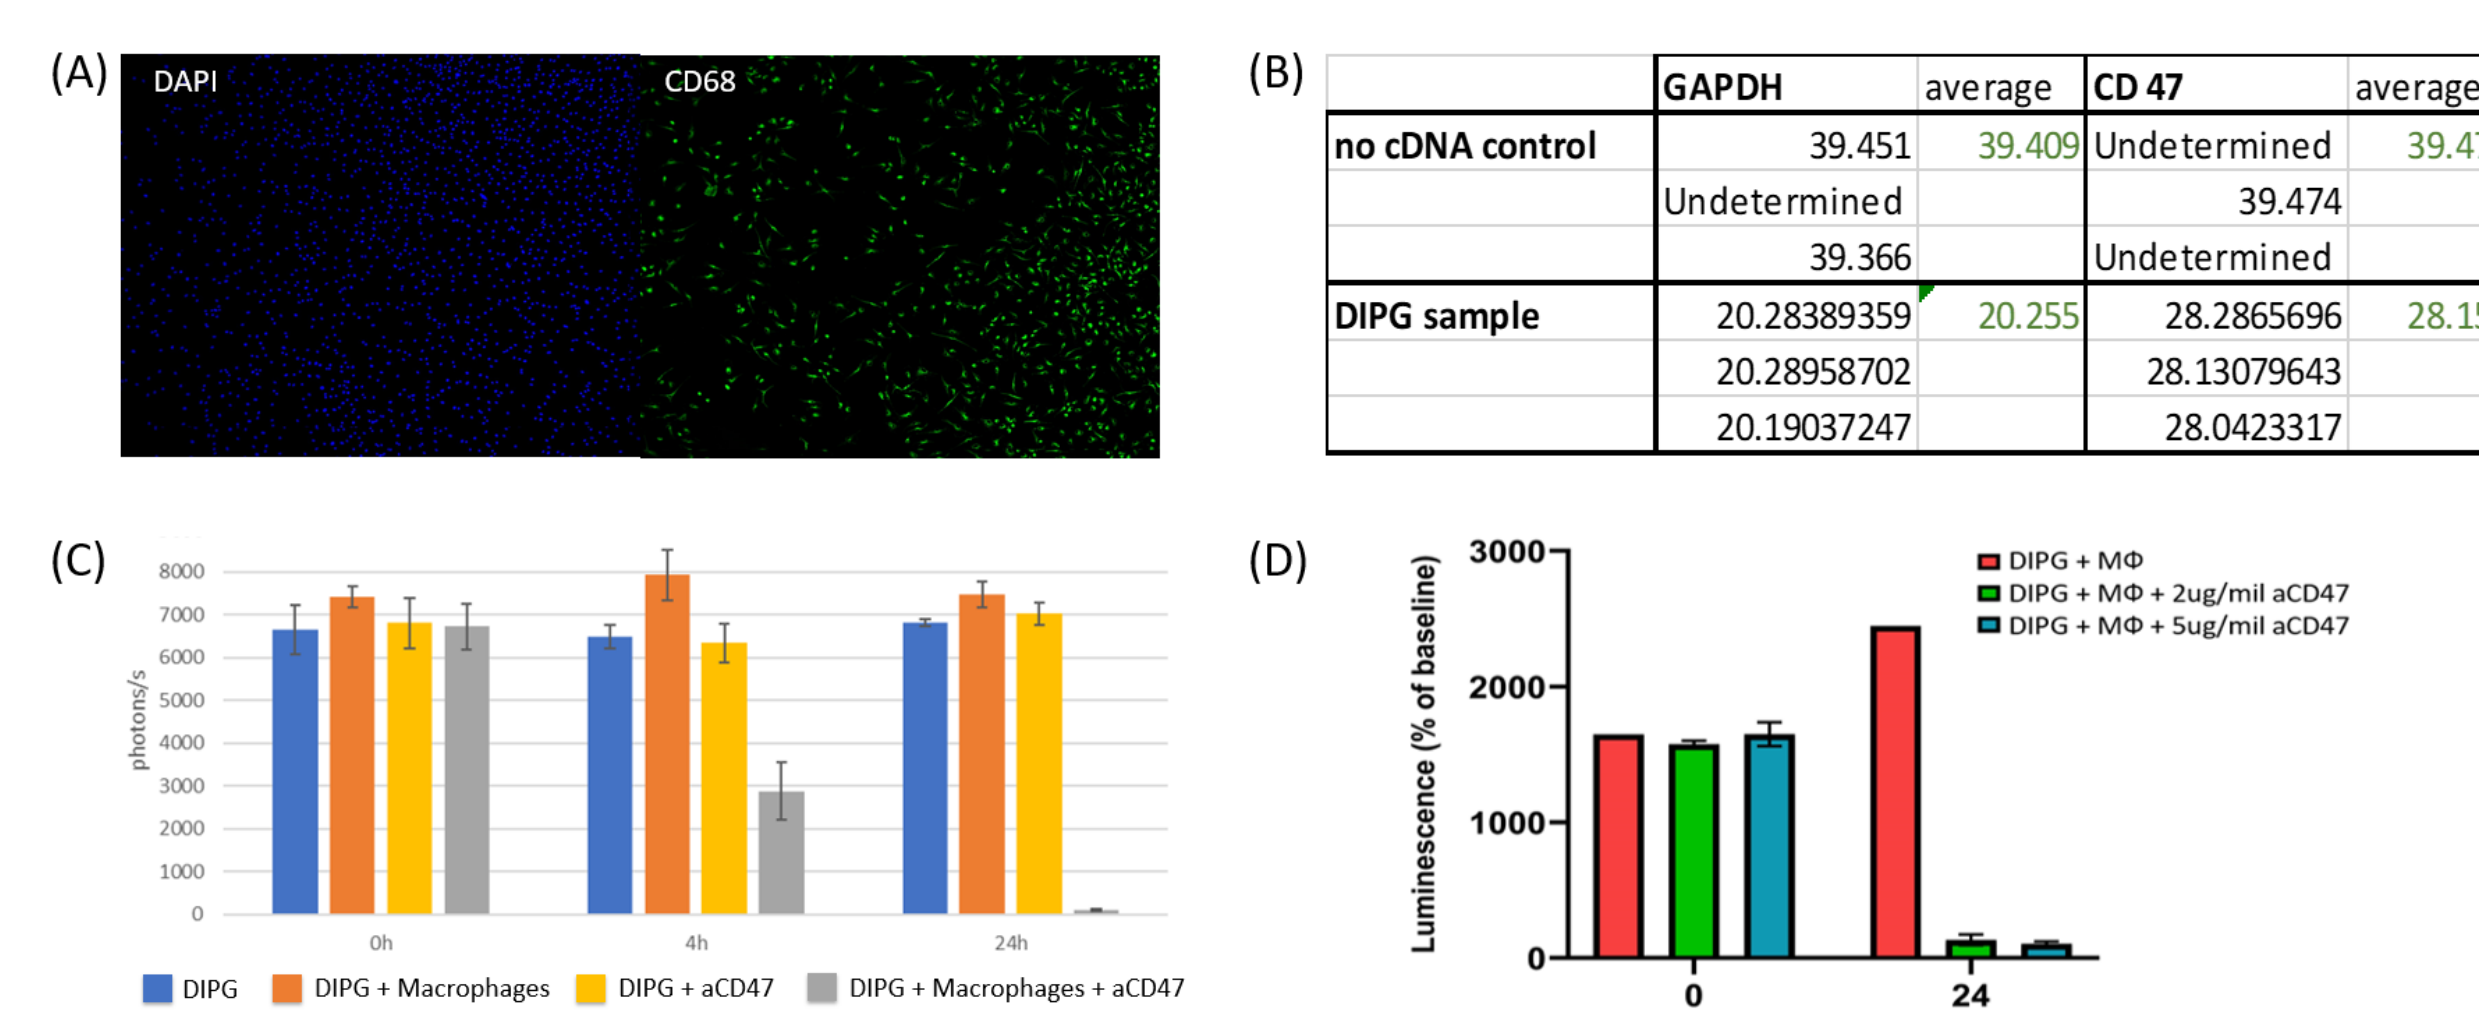 (A)
DAPI
CD68
(B)
GAPDH average CD 47 average
no cDNA control 39.451 39.409 Undetermined 39.47
Undetermined 39.474
39.366 Undetermined
DIPG sample 20.28389359 20.255 28.2865696 28.15
20.28958702 28.13079643
20.19037247 28.0423317
(C)
photons/s
8000
7000
6000
5000
4000
3000
2000
1000
0
0h 4h 24h
DIPG DIPG + Macrophages DIPG + aCD47 DIPG + Macrophages + aCD47
(D)
Luminescence (% of baseline)
3000
2000
1000
0
0 24
DIPG + MΦ
DIPG + MΦ + 2ug/mil aCD47
DIPG + MΦ + 5ug/mil aCD47